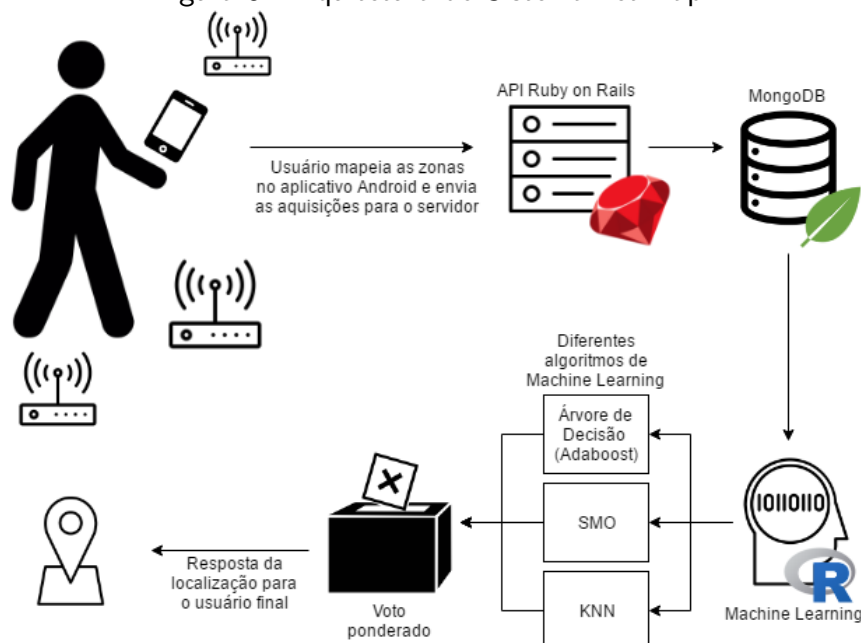 API Ruby on Rails
MongoDB
Usuário mapeia as zonas
no aplicativo Android e envia
as aquisições para o servidor
Diferentes
algoritmos de
Machine Learning
Árvore de
Decisão
(Adaboost)
SMO
KNN
10110110
R
Machine Learning
Voto
ponderado
Resposta da
localização para
o usuário final